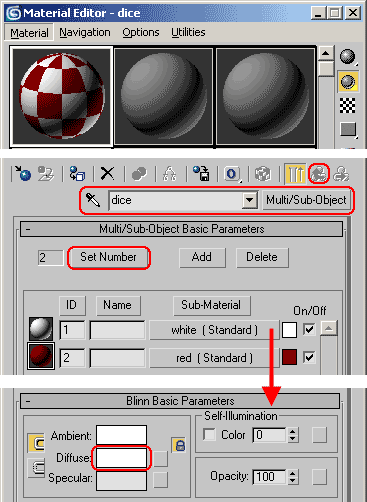 Material Editor - dice
Material Navigation Options Utilities
dice Multi/Sub-Object
- Multi/Sub-Object Basic Parameters
2 Set Number Add Delete
ID Name Sub-Material On/Off
1 white ( Standard )
2 red ( Standard )
- Blinn Basic Parameters
Self-Illumination
Ambient: Color 0
Diffuse:
Specular: Opacity: 100